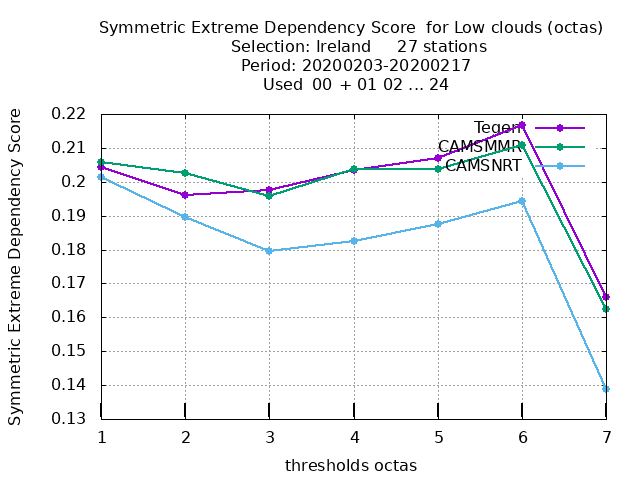 Symmetric Extreme Dependency Score for Low clouds (octas)
Selection: Ireland 27 stations
Period: 20200203-20200217
Used 00 + 01 02 ... 24
Symmetric Extreme Dependency Score
0.22
0.21
0.2
0.19
0.18
0.17
0.16
0.15
0.14
0.13
Tegen
CAMSMMR
CAMSNRT
1 2 3 4 5 6 7
thresholds octas